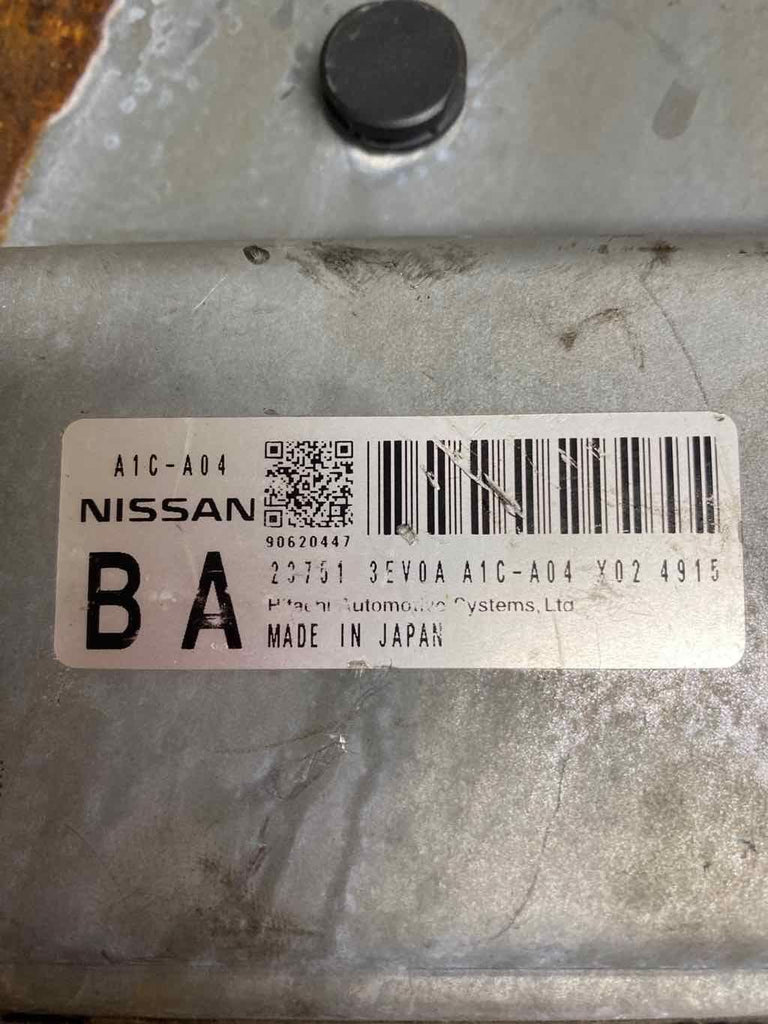 A1C-A04
NISSAN
90620447
BA
23751 3EV0A A1C-A04 X02 4915
Hitachi Automotive Systems, Ltd
MADE IN JAPAN